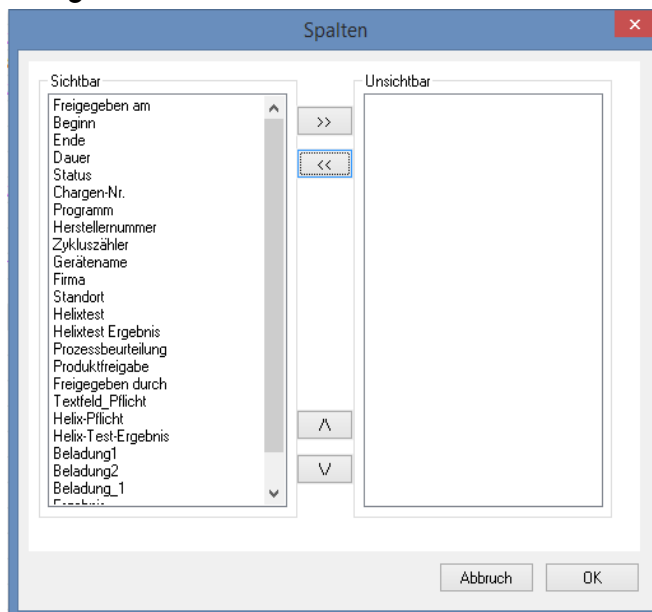 Spalten
Sichtbar
Unsichtbar
Freigegeben am
Beginn
Ende
Dauer
Status
Chargen-Nr.
Programm
Herstellernummer
Zykluszähler
Gerätename
Firma
Standort
Helixtest
Helixtest Ergebnis
Prozessbeurteilung
Produktfreigabe
Freigegeben durch
Textfeld_Pflicht
Helix-Pflicht
Helix-Test-Ergebnis
Beladung1
Beladung2
Beladung_1
>>
<<
/\
\/
Abbruch
OK